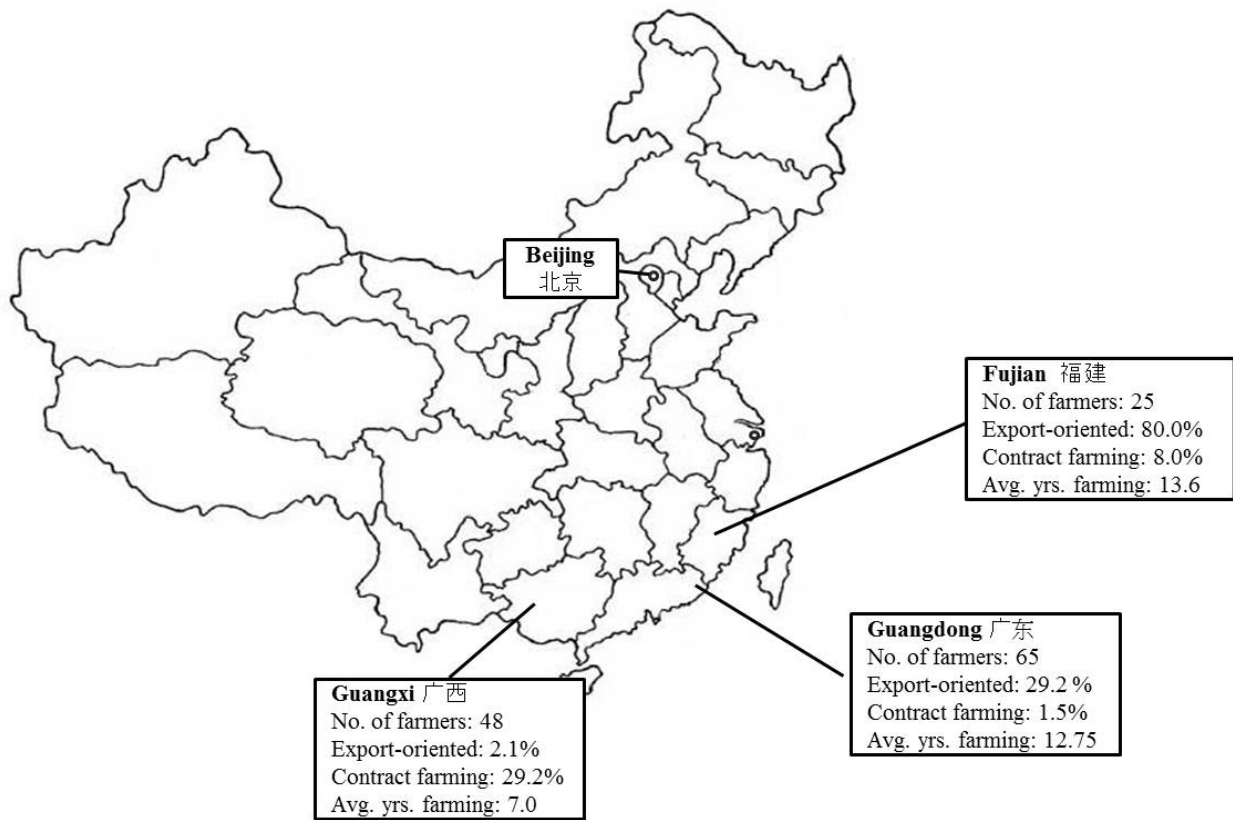 Beijing
北京
Fujian 福建
No. of farmers: 25
Export-oriented: 80.0%
Contract farming: 8.0%
Avg. yrs. farming: 13.6
Guangdong 广东
No. of farmers: 65
Export-oriented: 29.2 %
Contract farming: 1.5%
Avg. yrs. farming: 12.75
Guangxi 广西
No. of farmers: 48
Export-oriented: 2.1%
Contract farming: 29.2%
Avg. yrs. farming: 7.0